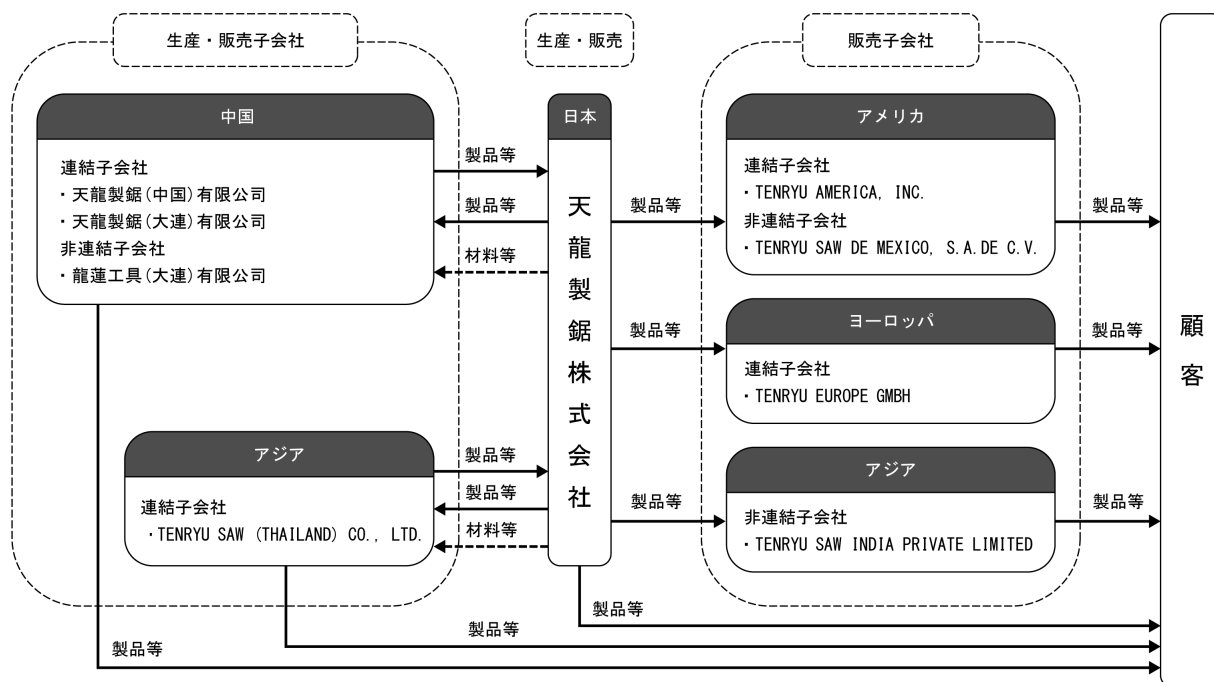 生産・販売子会社
生産・販売
販売子会社
中国
連結子会社
・天龍製鋸(中国)有限公司
・天龍製鋸(大連)有限公司
非連結子会社
・龍蓮工具(大連)有限公司
製品等
製品等
材料等
アジア
連結子会社
・TENRYU SAW (THAILAND) CO., LTD.
製品等
製品等
材料等
日本
天龍製鋸株式会社
製品等
製品等
製品等
アメリカ
連結子会社
・TENRYU AMERICA, INC.
非連結子会社
・TENRYU SAW DE MEXICO, S.A.DE C.V.
製品等
ヨーロッパ
連結子会社
・TENRYU EUROPE GMBH
製品等
アジア
非連結子会社
・TENRYU SAW INDIA PRIVATE LIMITED
製品等
製品等
製品等
製品等
顧客